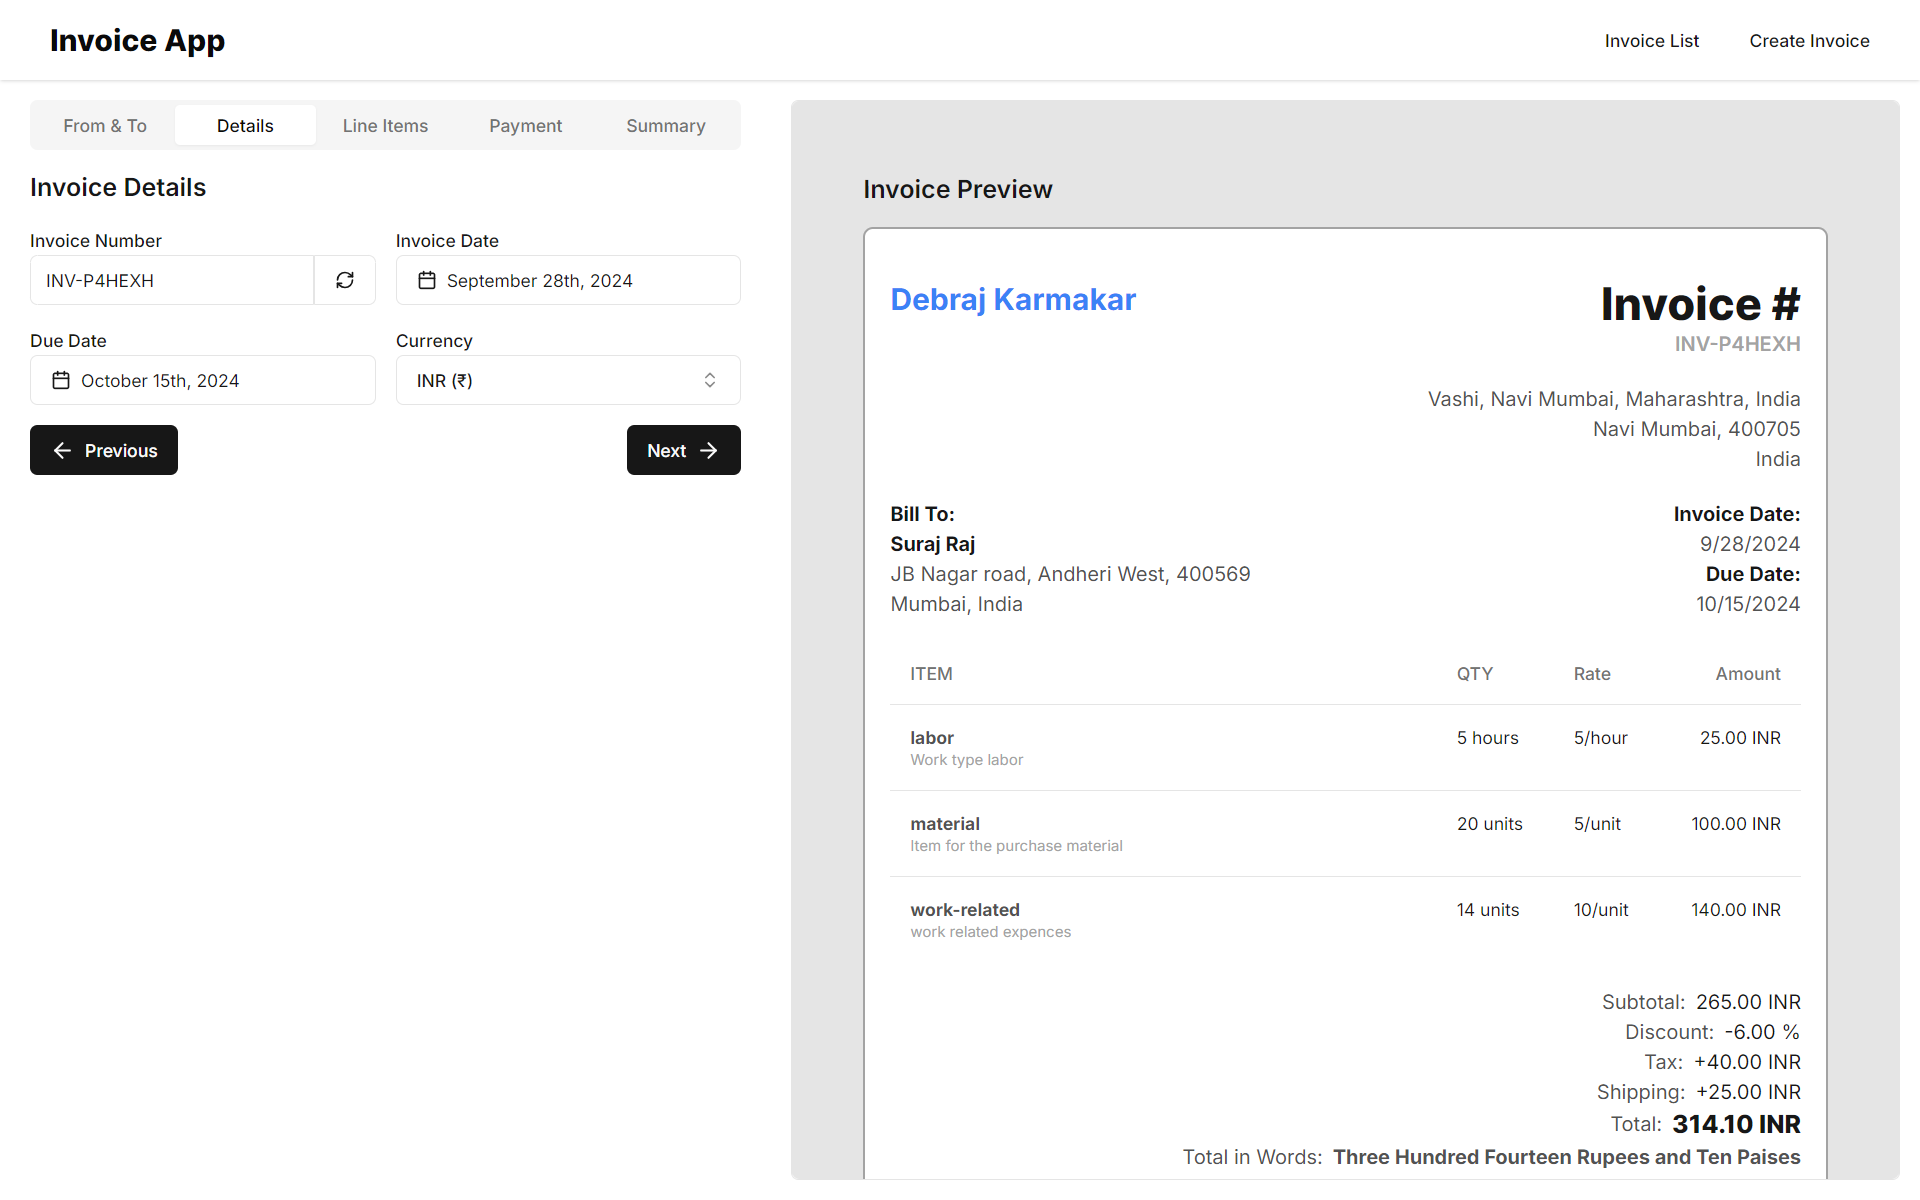 Invoice App
Invoice List
Create Invoice
From & To
Details
Line Items
Payment
Summary
Invoice Details
Invoice Number
Invoice Date
INV-P4HEXH
September 28th, 2024
Due Date
Currency
October 15th, 2024
INR (₹)
Previous
Next
Invoice Preview
Debraj Karmakar
Invoice #
INV-P4HEXH
Vashi, Navi Mumbai, Maharashtra, India
Navi Mumbai, 400705
India
Bill To:
Suraj Raj
JB Nagar road, Andheri West, 400569
Mumbai, India
Invoice Date:
9/28/2024
Due Date:
10/15/2024
ITEM QTY Rate Amount
labor 5 hours 5/hour 25.00 INR
Work type labor
material 20 units 5/unit 100.00 INR
Item for the purchase material
work-related 14 units 10/unit 140.00 INR
work related expences
Subtotal: 265.00 INR
Discount: -6.00 %
Tax: +40.00 INR
Shipping: +25.00 INR
Total: 314.10 INR
Total in Words: Three Hundred Fourteen Rupees and Ten Paises